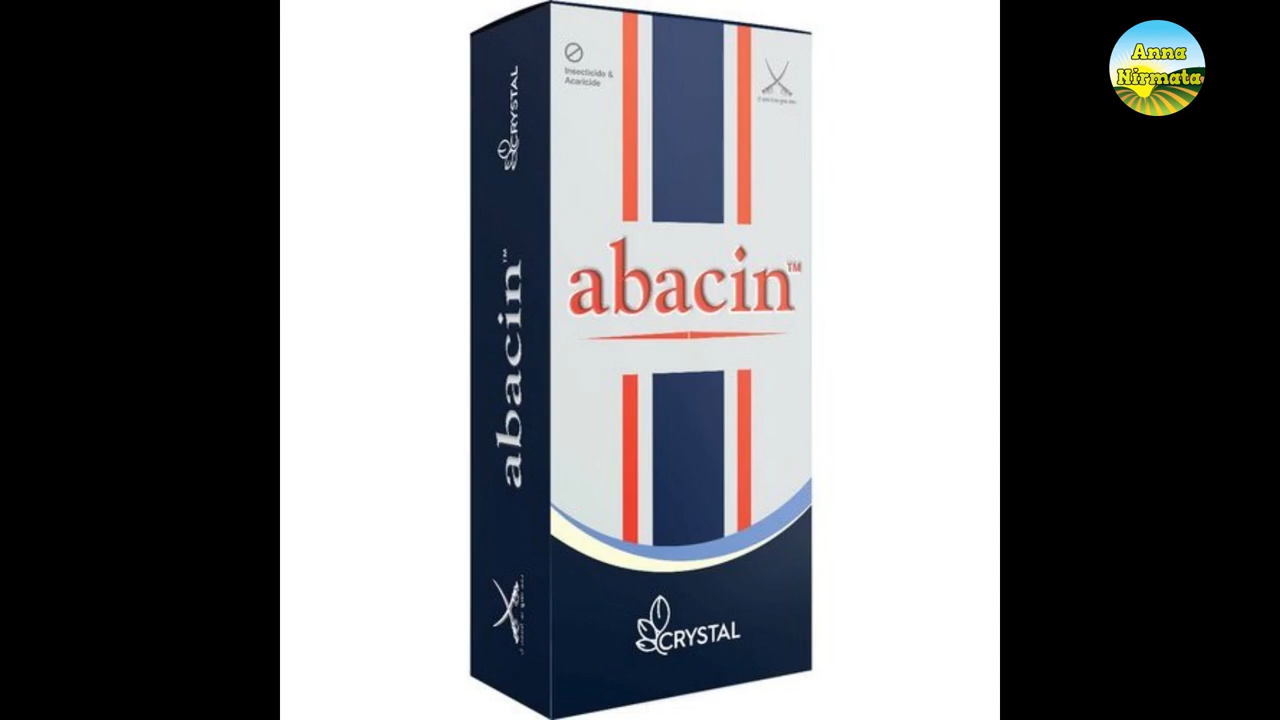 Anna
Nirmata
Insecticide &
Acaricide
CRYSTAL
abacin™
abacin™
CRYSTAL